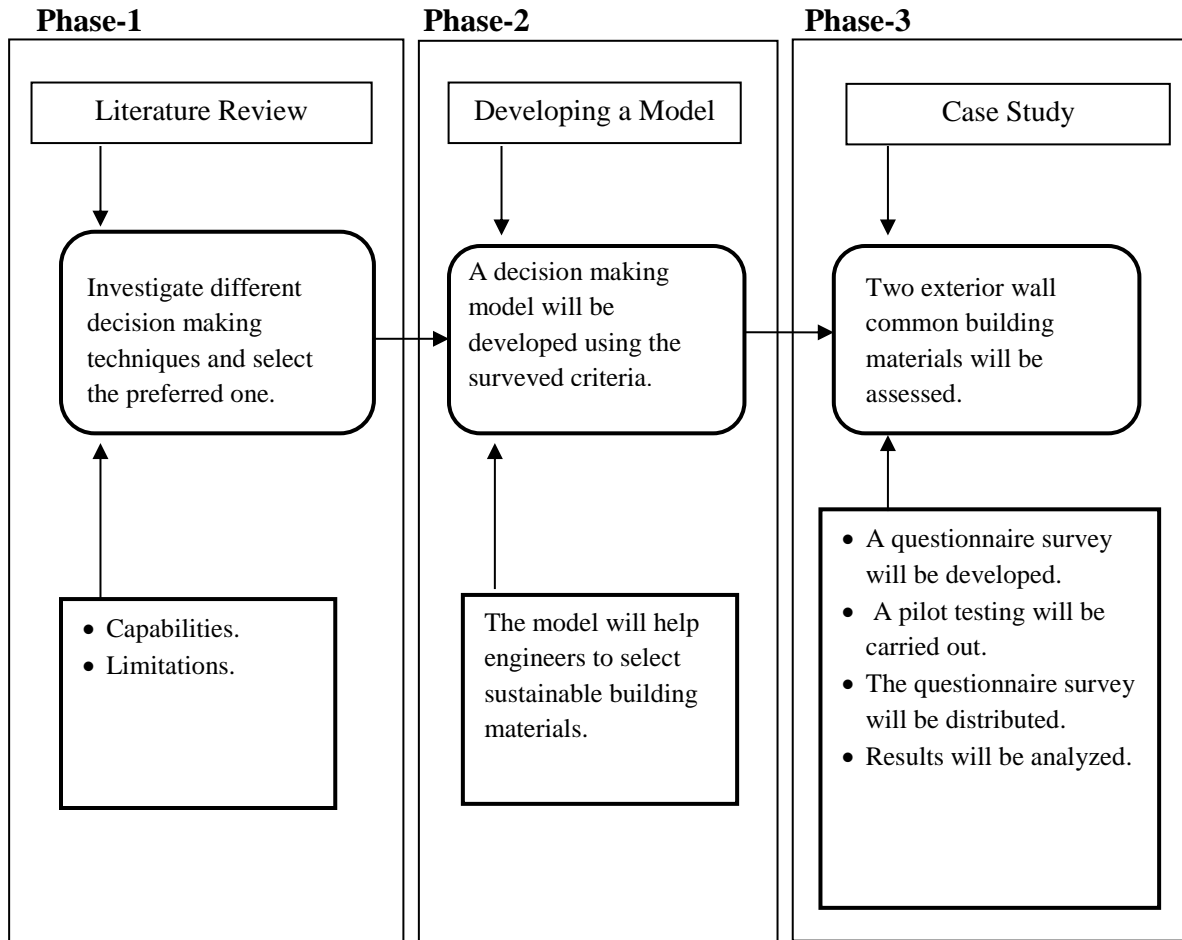 Phase-1
Literature Review
Investigate different
decision making
techniques and select
the preferred one.
• Capabilities.
• Limitations.
Phase-2
Developing a Model
A decision making
model will be
developed using the
surveved criteria.
The model will help
engineers to select
sustainable building
materials.
Phase-3
Case Study
Two exterior wall
common building
materials will be
assessed.
• A questionnaire survey
will be developed.
• A pilot testing will be
carried out.
• The questionnaire survey
will be distributed.
• Results will be analyzed.